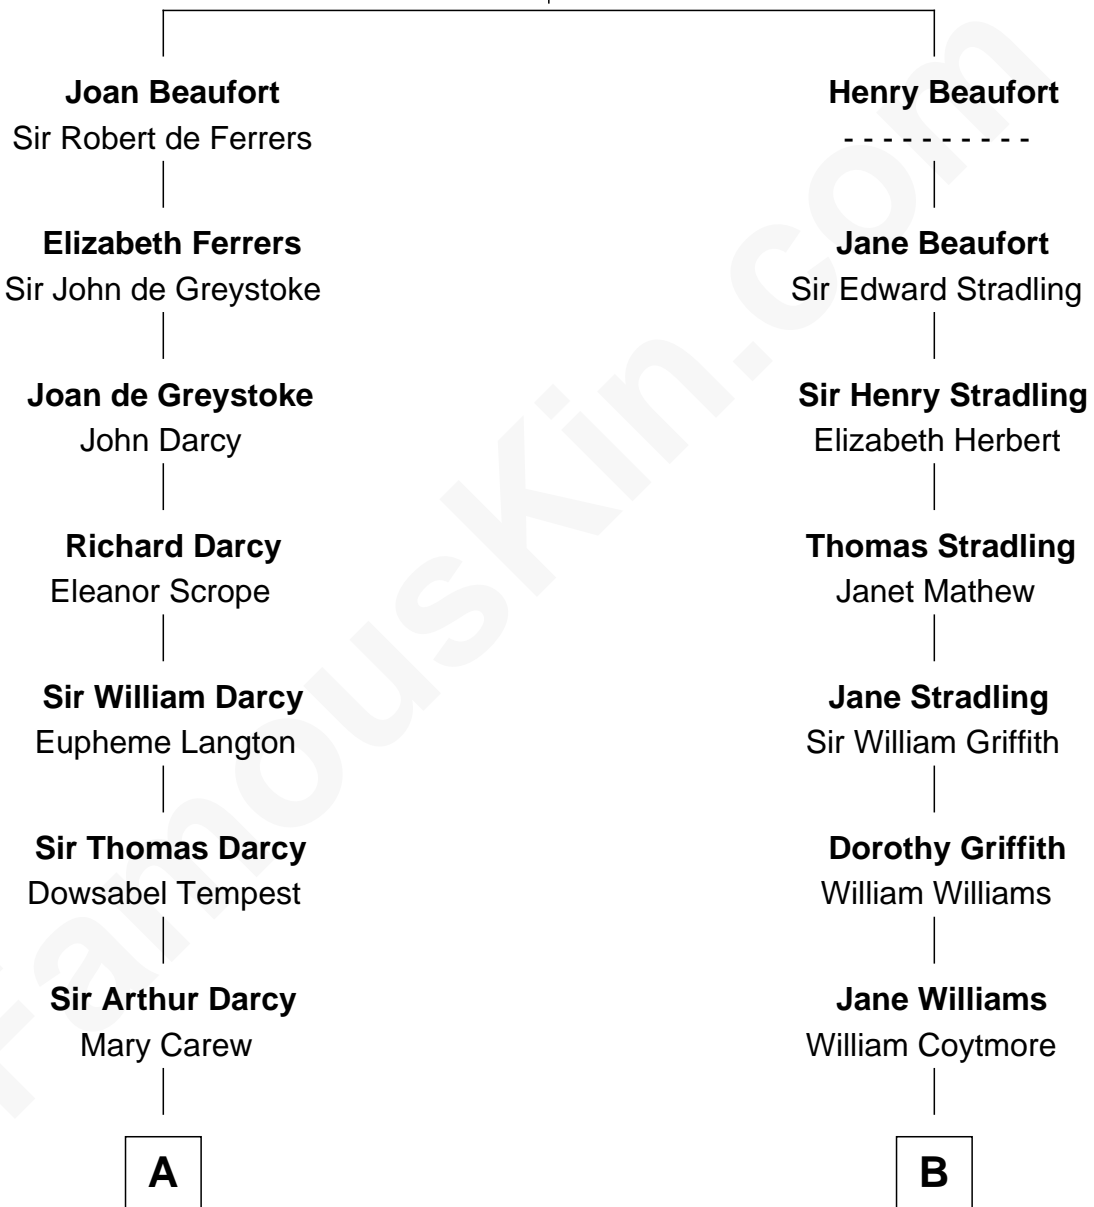 Joan Beaufort
Sir Robert de Ferrers
Elizabeth Ferrers
Sir John de Greystoke
Joan de Greystoke
John Darcy
Richard Darcy
Eleanor Scrope
Sir William Darcy
Eupheme Langton
Sir Thomas Darcy
Dowsabel Tempest
Sir Arthur Darcy
Mary Carew
A
Henry Beaufort
- - - - - - - - - -
Jane Beaufort
Sir Edward Stradling
Sir Henry Stradling
Elizabeth Herbert
Thomas Stradling
Janet Mathew
Jane Stradling
Sir William Griffith
Dorothy Griffith
William Williams
Jane Williams
William Coytmore
B
FamousKin.com